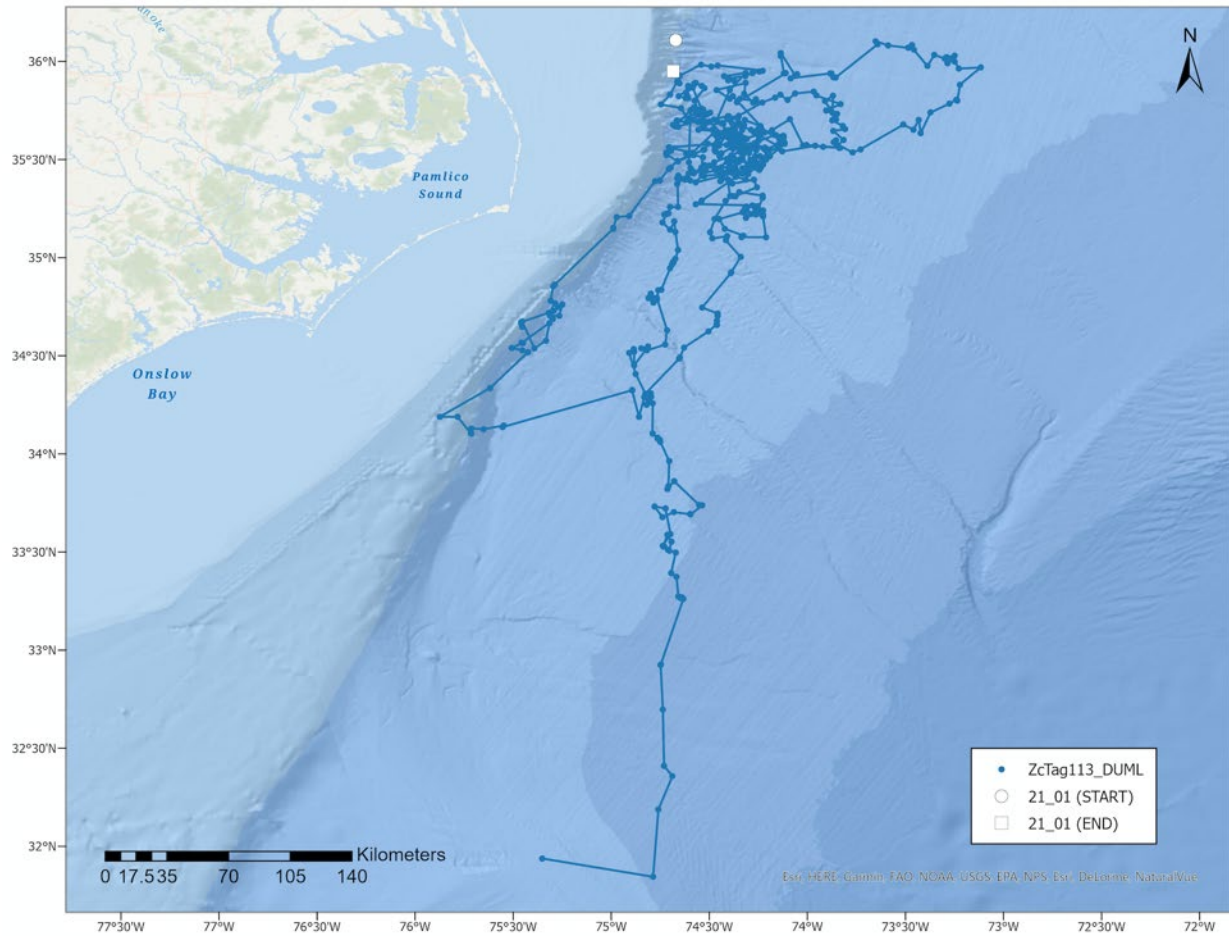 36°N
35°30'N
35°N
34°30'N
34°N
33°30'N
33°N
32°30'N
32°N
N
Pamlico
Sound
Onslow
Bay
ZcTag113_DUML
21_01 (START)
21_01 (END)
Kilometers
0 17.5 35 70 105 140
Esri, HERE, Garmin, FAO, NOAA, USGS, EPA, NPS, Esri, DeLorme, NaturalVue
77°30'W 77°W 76°30'W 76°W 75°30'W 75°W 74°30'W 74°W 73°30'W 73°W 72°30'W 72°W